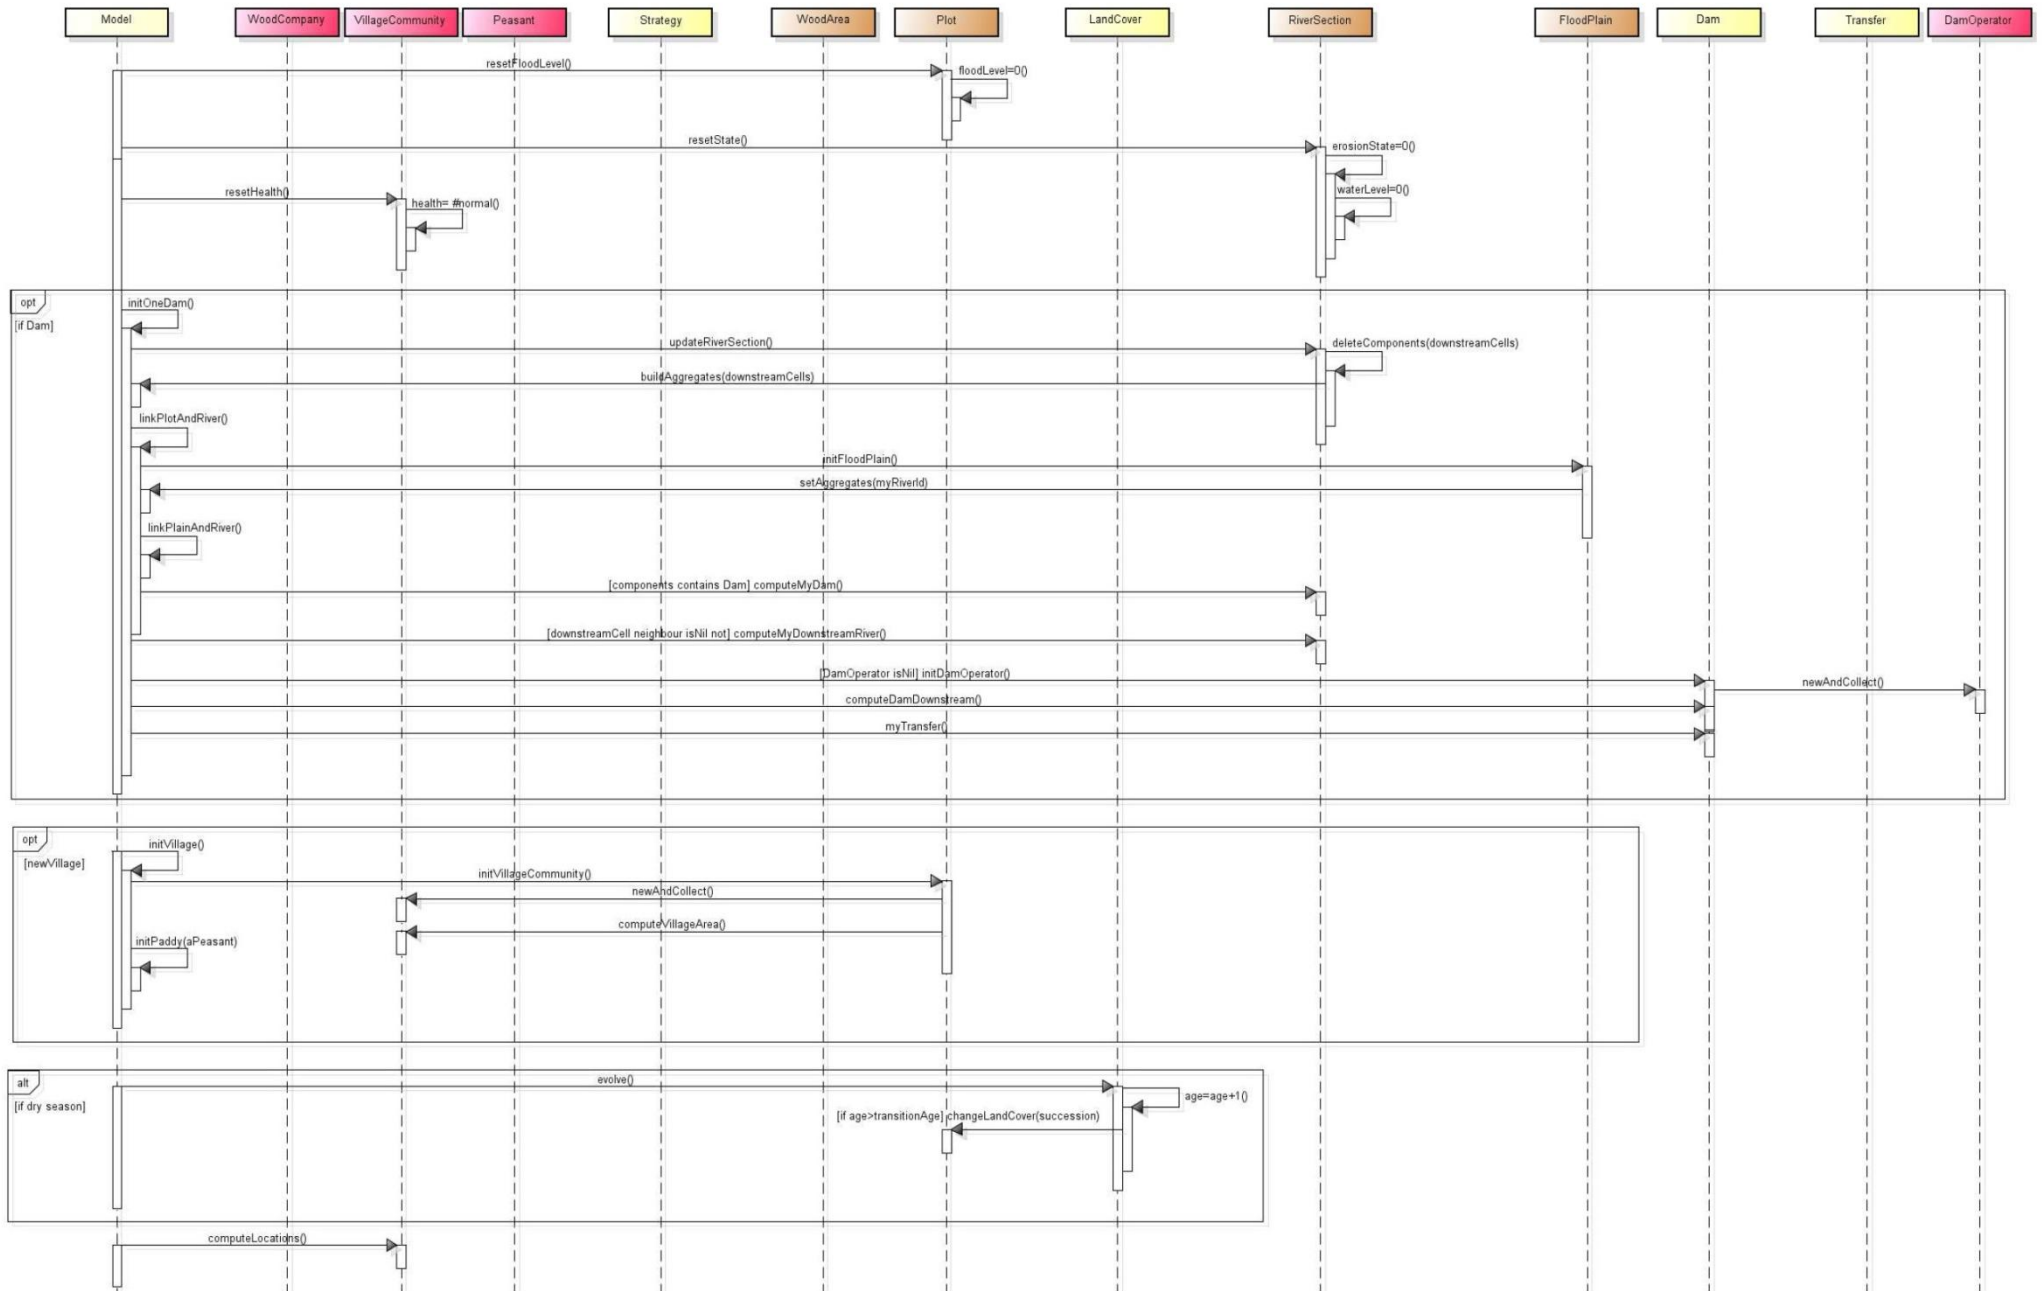 Model
WoodCompany
VillageCommunity
Peasant
Strategy
WoodArea
Plot
LandCover
RiverSection
FloodPlain
Dam
Transfer
DamOperator
resetFloodLevel()
floodLevel=0()
resetState()
erosionState=0()
waterLevel=0()
resetHealth()
health= #normal()
opt
[if Dam]
initOneDam()
updateRiverSection()
deleteComponents(downstreamCells)
buildAggregates(downstreamCells)
linkPlotAndRiver()
initFloodPlain()
setAggregates(myRiverId)
linkPlainAndRiver()
[components contains Dam] computeMyDam()
[downstreamCell neighbour isNil not] computeMyDownstreamRiver()
[DamOperator isNil] initDamOperator()
newAndCollect()
computeDamDownstream()
myTransfer()
opt
[newVillage]
initVillage()
initVillageCommunity()
newAndCollect()
computeVillageArea()
initPaddy(aPeasant)
alt
[if dry season]
evolve()
age=age+1()
[if age>transitionAge] changeLandCover(succession)
computeLocations()